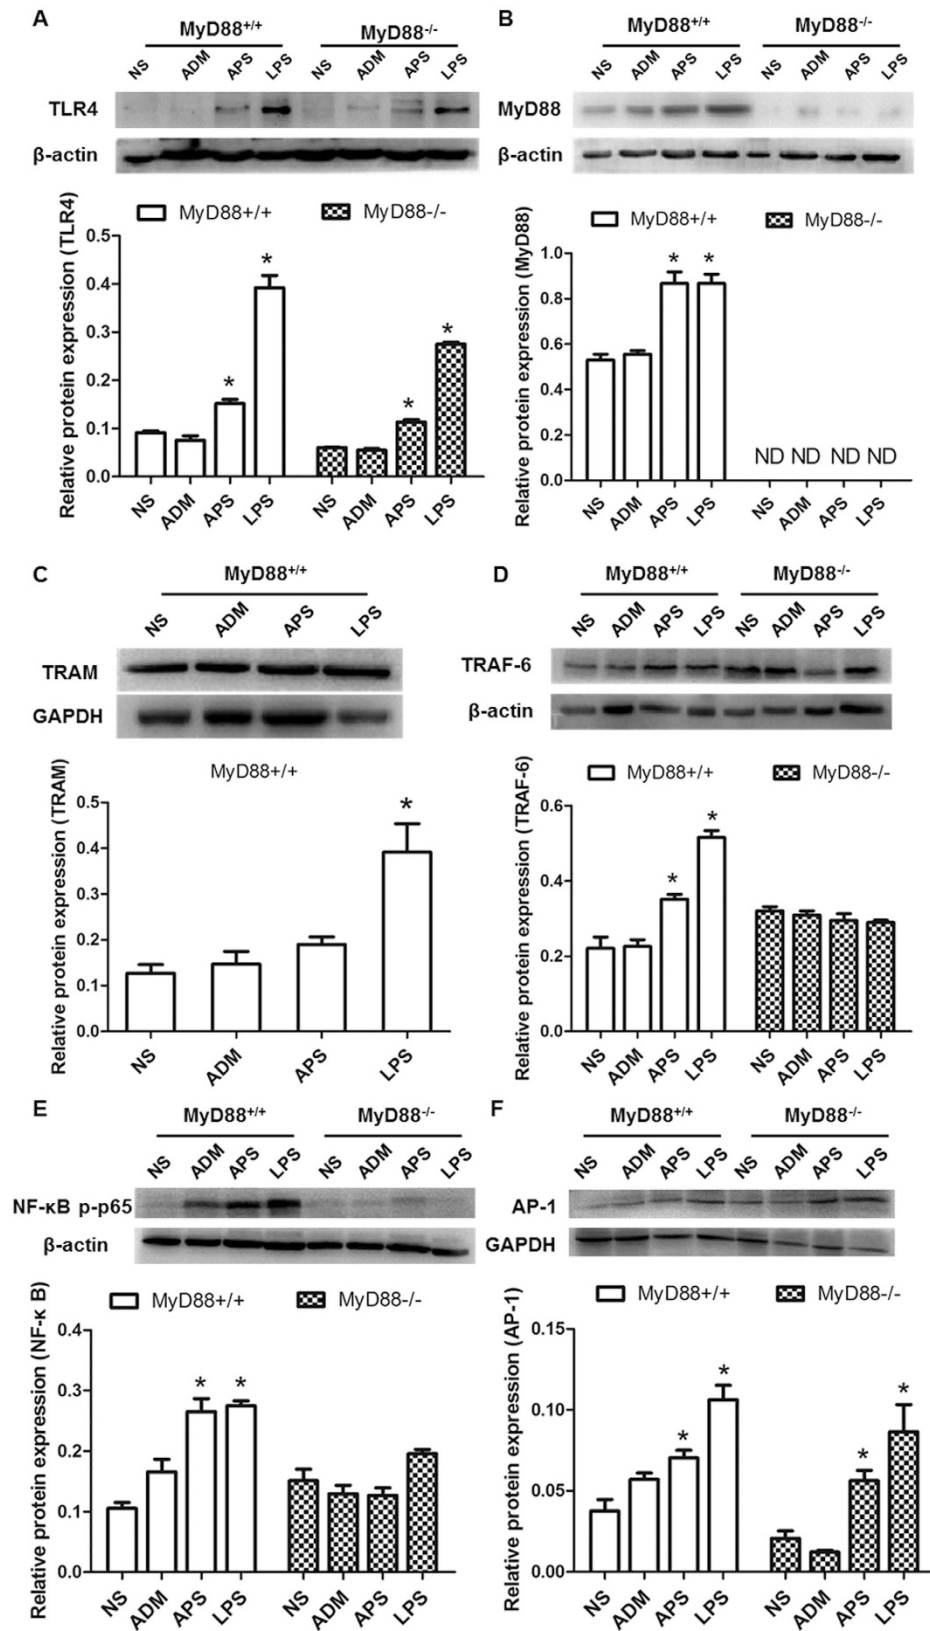 A
MyD88+/+ MyD88-/-
NS ADM APS LPS NS ADM APS LPS
TLR4
β-actin
MyD88+/+ MyD88-/-
Relative protein expression (TLR4)
0.5
0.4
0.3
0.2
0.1
0.0
* * * *
NS ADM APS LPS NS ADM APS LPS
B
MyD88+/+ MyD88-/-
NS ADM APS LPS NS ADM APS LPS
MyD88
β-actin
MyD88+/+ MyD88-/-
Relative protein expression (MyD88)
1.0
0.8
0.6
0.4
0.2
0.0
* *
ND ND ND ND
NS ADM APS LPS NS ADM APS LPS
C
MyD88+/+
NS ADM APS LPS
TRAM
GAPDH
MyD88+/+
Relative protein expression (TRAM)
0.5
0.4
0.3
0.2
0.1
0.0
*
NS ADM APS LPS
D
MyD88+/+ MyD88-/-
NS ADM APS LPS NS ADM APS LPS
TRAF-6
β-actin
MyD88+/+ MyD88-/-
Relative protein expression (TRAF-6)
0.6
0.4
0.2
0.0
* *
NS ADM APS LPS NS ADM APS LPS
E
MyD88+/+ MyD88-/-
NS ADM APS LPS NS ADM APS LPS
NF-κB p-p65
β-actin
MyD88+/+ MyD88-/-
Relative protein expression (NF-κ B)
0.4
0.3
0.2
0.1
0.0
* *
NS ADM APS LPS NS ADM APS LPS
F
MyD88+/+ MyD88-/-
NS ADM APS LPS NS ADM APS LPS
AP-1
GAPDH
MyD88+/+ MyD88-/-
Relative protein expression (AP-1)
0.15
0.10
0.05
0.00
* * * *
NS ADM APS LPS NS ADM APS LPS